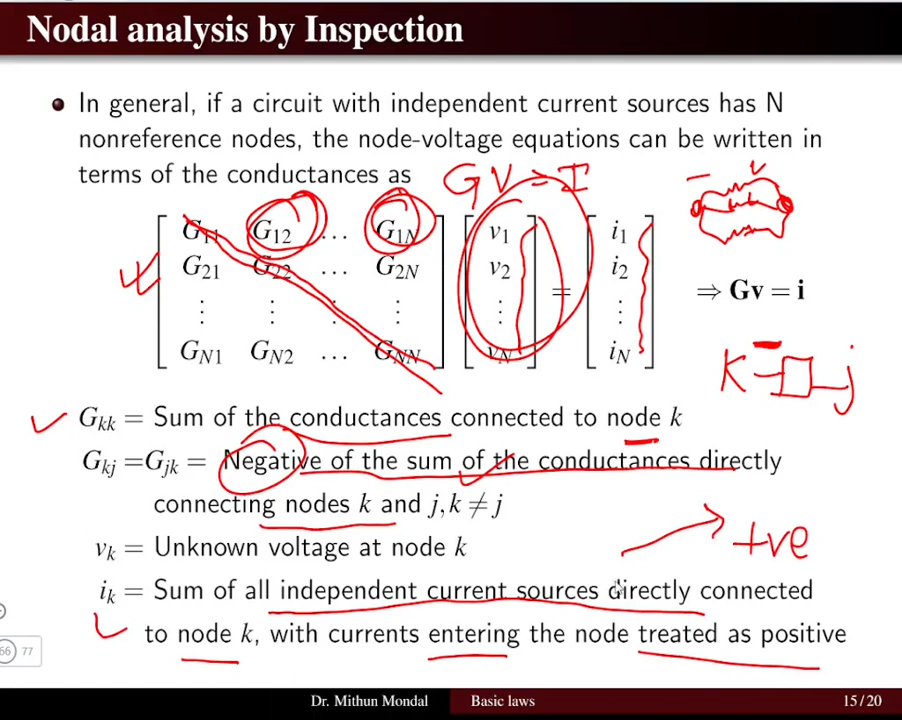 Nodal analysis by Inspection
In general, if a circuit with independent current sources has N
nonreference nodes, the node-voltage equations can be written in
terms of the conductances as
GV = I
G11 G12 ... G1N v1 i1
G21 G22 ... G2N v2 i2
⋮ ⋮ ⋮ ⋮ ⋮ ⋮
GN1 GN2 ... GNN vN iN
=
⇒ Gv = i
K j
Gkk = Sum of the conductances connected to node k
Gkj =Gjk = Negative of the sum of the conductances directly
connecting nodes k and j, k ≠ j
vk = Unknown voltage at node k
+ve
ik = Sum of all independent current sources directly connected
to node k, with currents entering the node treated as positive
66 77
Dr. Mithun Mondal Basic laws 15/20